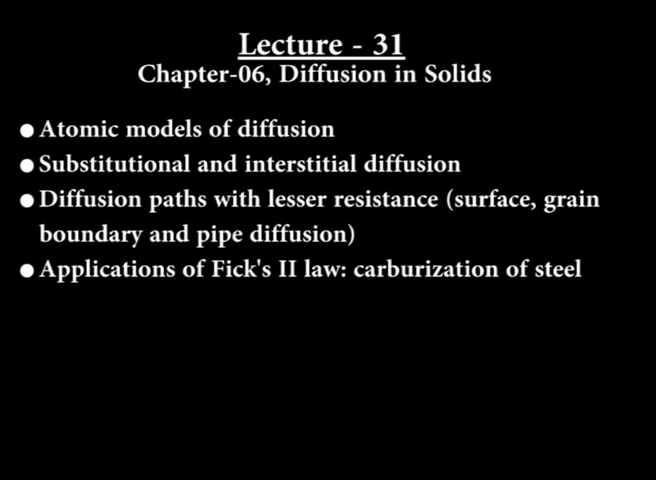 Lecture - 31
Chapter-06, Diffusion in Solids
● Atomic models of diffusion
● Substitutional and interstitial diffusion
● Diffusion paths with lesser resistance (surface, grain
boundary and pipe diffusion)
● Applications of Fick's II law: carburization of steel